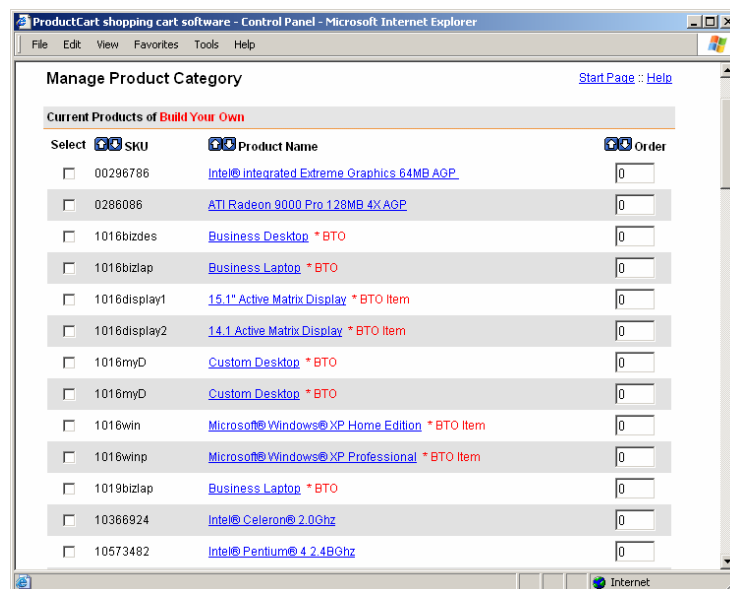 ProductCart shopping cart software - Control Panel - Microsoft Internet Explorer
File Edit View Favorites Tools Help
Manage Product Category Start Page :: Help
Current Products of Build Your Own
Select SKU Product Name Order
00296786 Intel® integrated Extreme Graphics 64MB AGP 0
0286086 ATI Radeon 9000 Pro 128MB 4X AGP 0
1016bizdes Business Desktop * BTO 0
1016bizlap Business Laptop * BTO 0
1016display1 15.1" Active Matrix Display * BTO Item 0
1016display2 14.1 Active Matrix Display * BTO Item 0
1016myD Custom Desktop * BTO 0
1016myD Custom Desktop * BTO 0
1016win Microsoft® Windows® XP Home Edition * BTO Item 0
1016winp Microsoft® Windows® XP Professional * BTO Item 0
1019bizlap Business Laptop * BTO 0
10366924 Intel® Celeron® 2.0Ghz 0
10573482 Intel® Pentium® 4 2.4BGhz 0
Internet